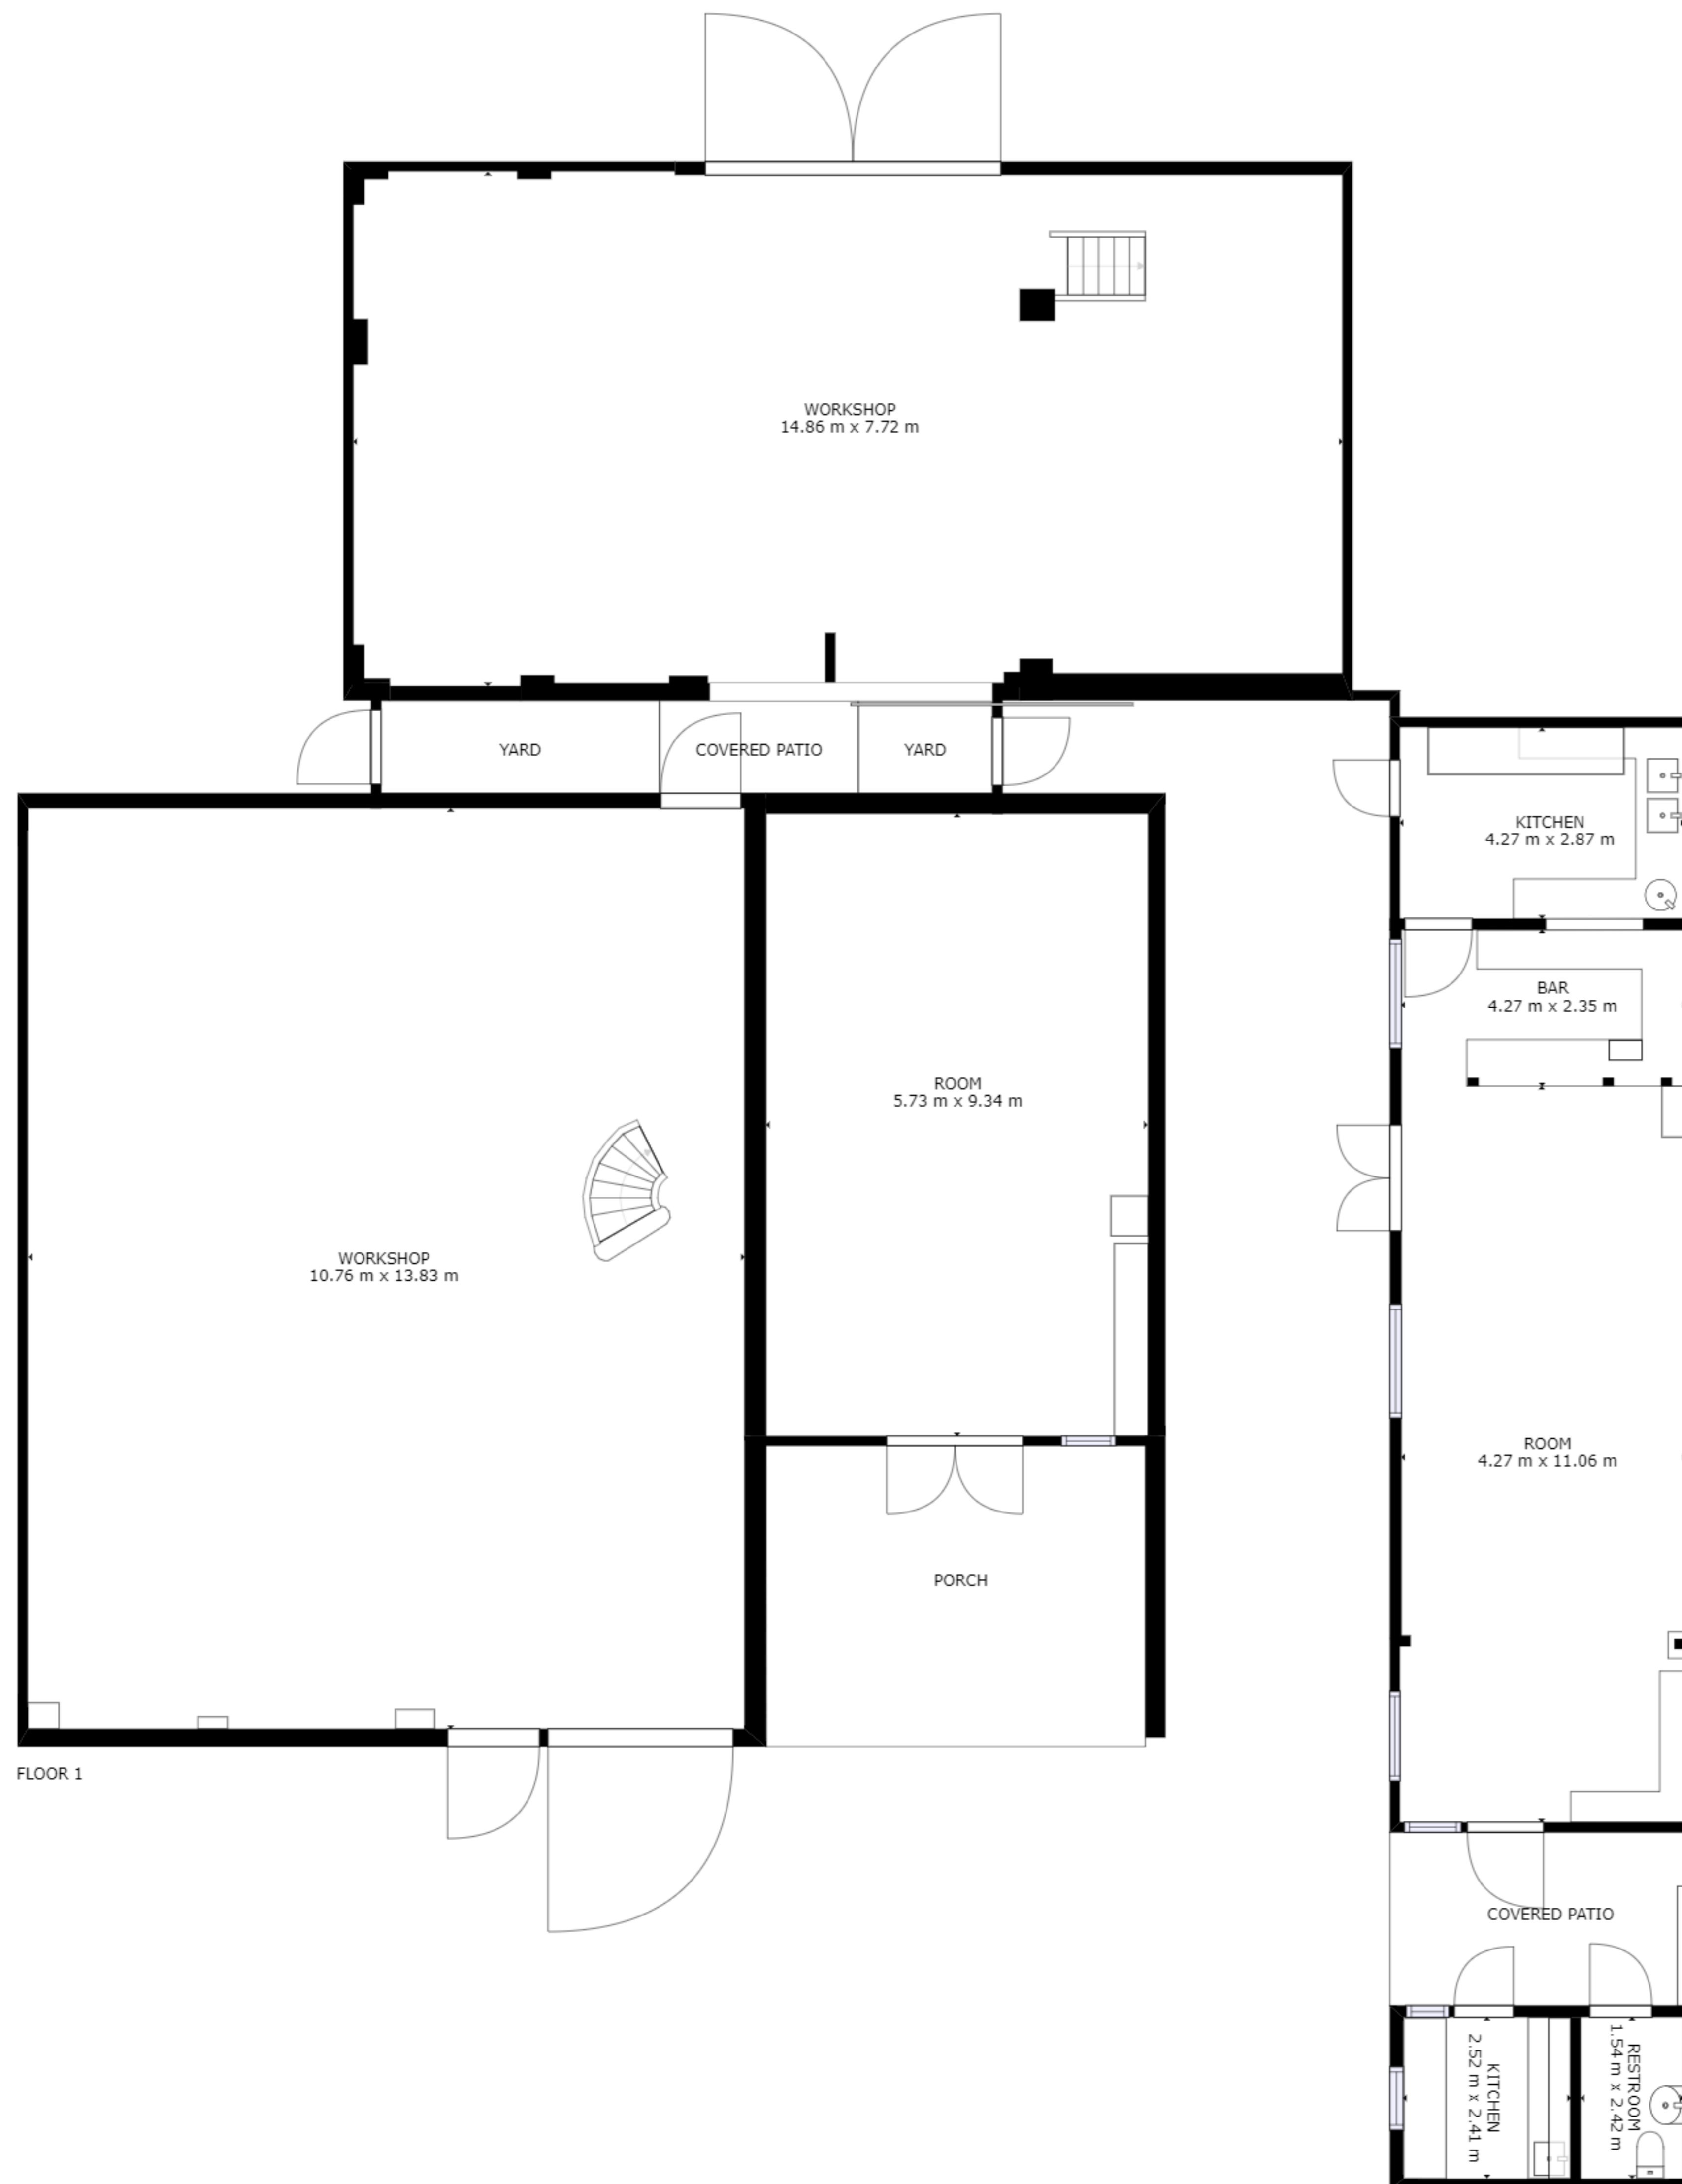 WORKSHOP
14.86 m x 7.72 m
YARD
COVERED PATIO
YARD
KITCHEN
4.27 m x 2.87 m
BAR
4.27 m x 2.35 m
ROOM
5.73 m x 9.34 m
WORKSHOP
10.76 m x 13.83 m
ROOM
4.27 m x 11.06 m
PORCH
FLOOR 1
COVERED PATIO
KITCHEN
2.52 m x 2.41 m
RESTROOM
1.54 m x 2.42 m